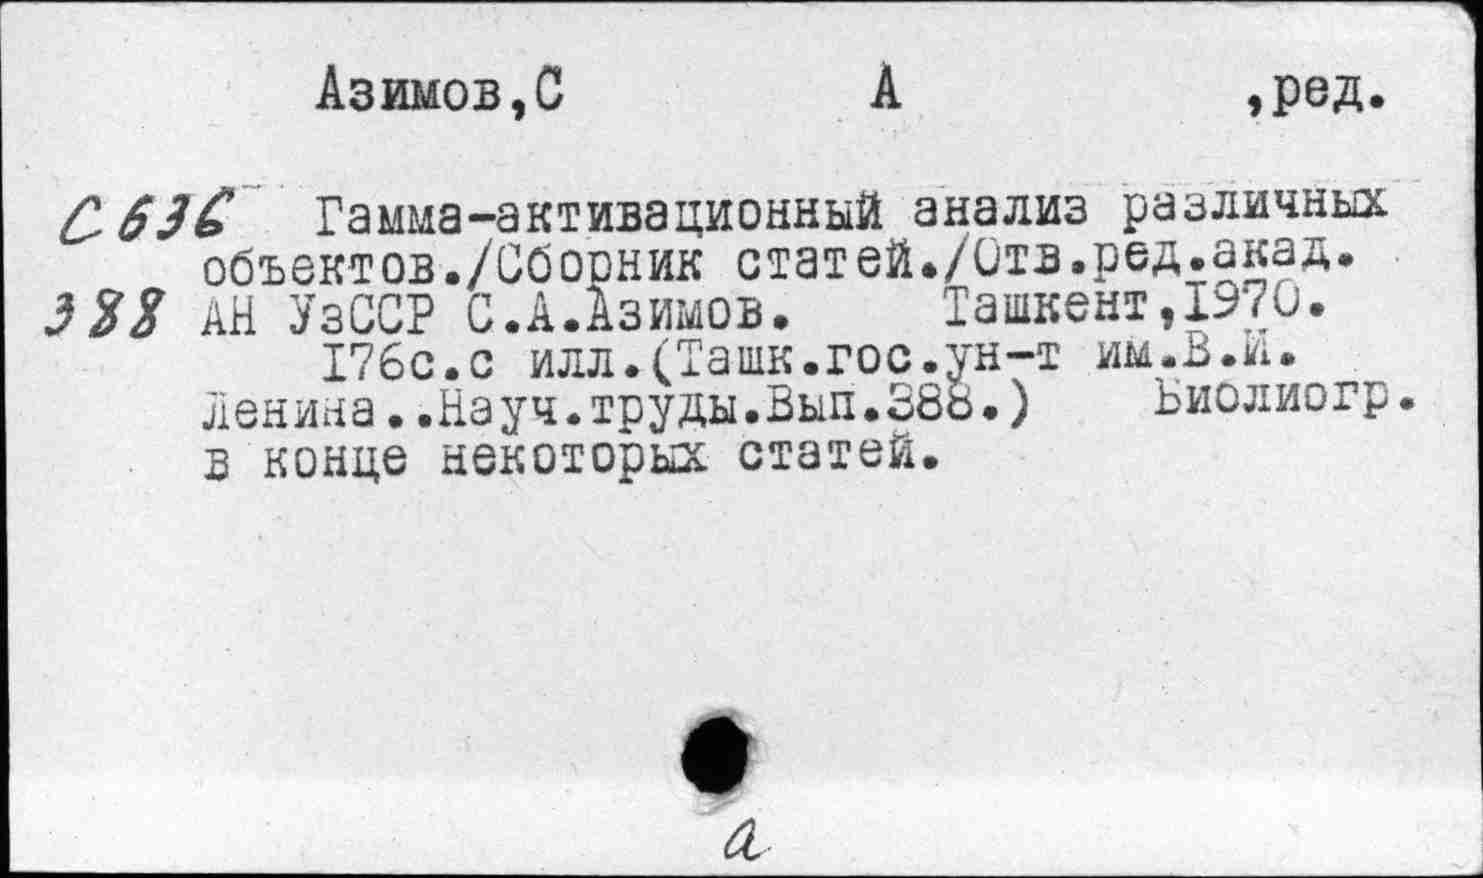 Азимов,С А ,ред.
С636 Гамма-активационный анализ различных
объектов./Сборник статей./Отв.ред.акад.
388 АН УзССР С.А.Азимов. Ташкент,1970.
176с.с илл.(Ташк.гос.ун-т им.В.И.
Ленина..Науч.труды.Вып.388.) Библиогр.
в конце некоторых статей.
а